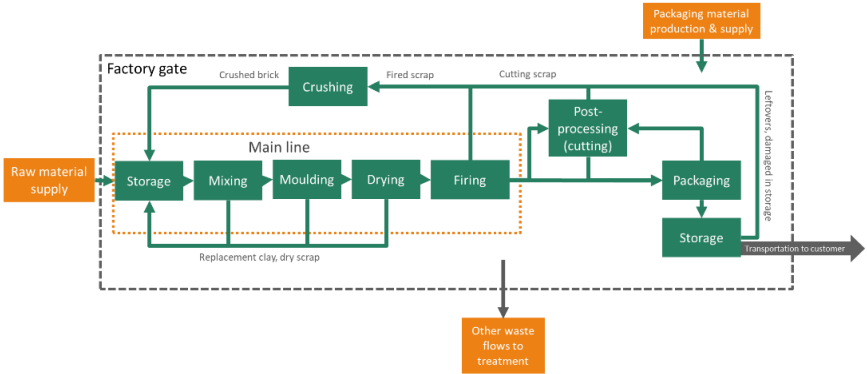 Packaging material
production & supply
Factory gate
Crushed brick
Fired scrap
Cutting scrap
Crushing
Post-
processing
(cutting)
Leftovers, damaged in storage
Main line
Raw material
supply
Storage
Mixing
Moulding
Drying
Firing
Packaging
Storage
Transportation to customer
Replacement clay, dry scrap
Other waste
flows to
treatment